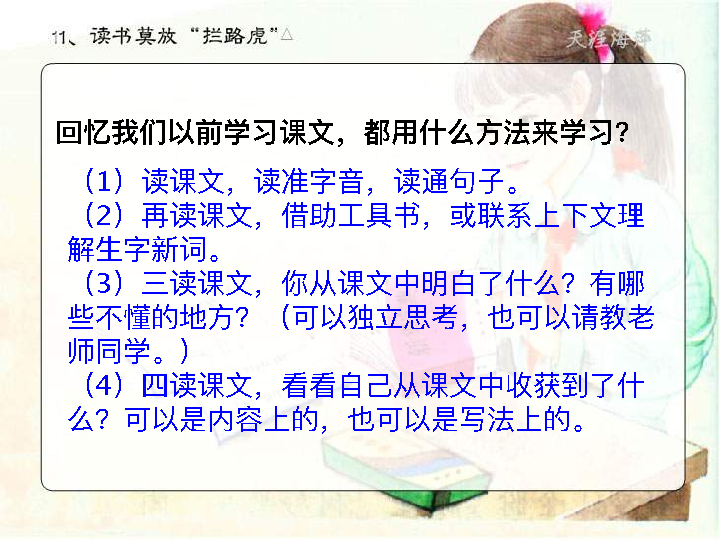 11、读书莫放“拦路虎”△
天涯海萍
回忆我们以前学习课文，都用什么方法来学习？
（1）读课文，读准字音，读通句子。
（2）再读课文，借助工具书，或联系上下文理
解生字新词。
（3）三读课文，你从课文中明白了什么？有哪
些不懂的地方？（可以独立思考，也可以请教老
师同学。）
（4）四读课文，看看自己从课文中收获到了什
么？可以是内容上的，也可以是写法上的。